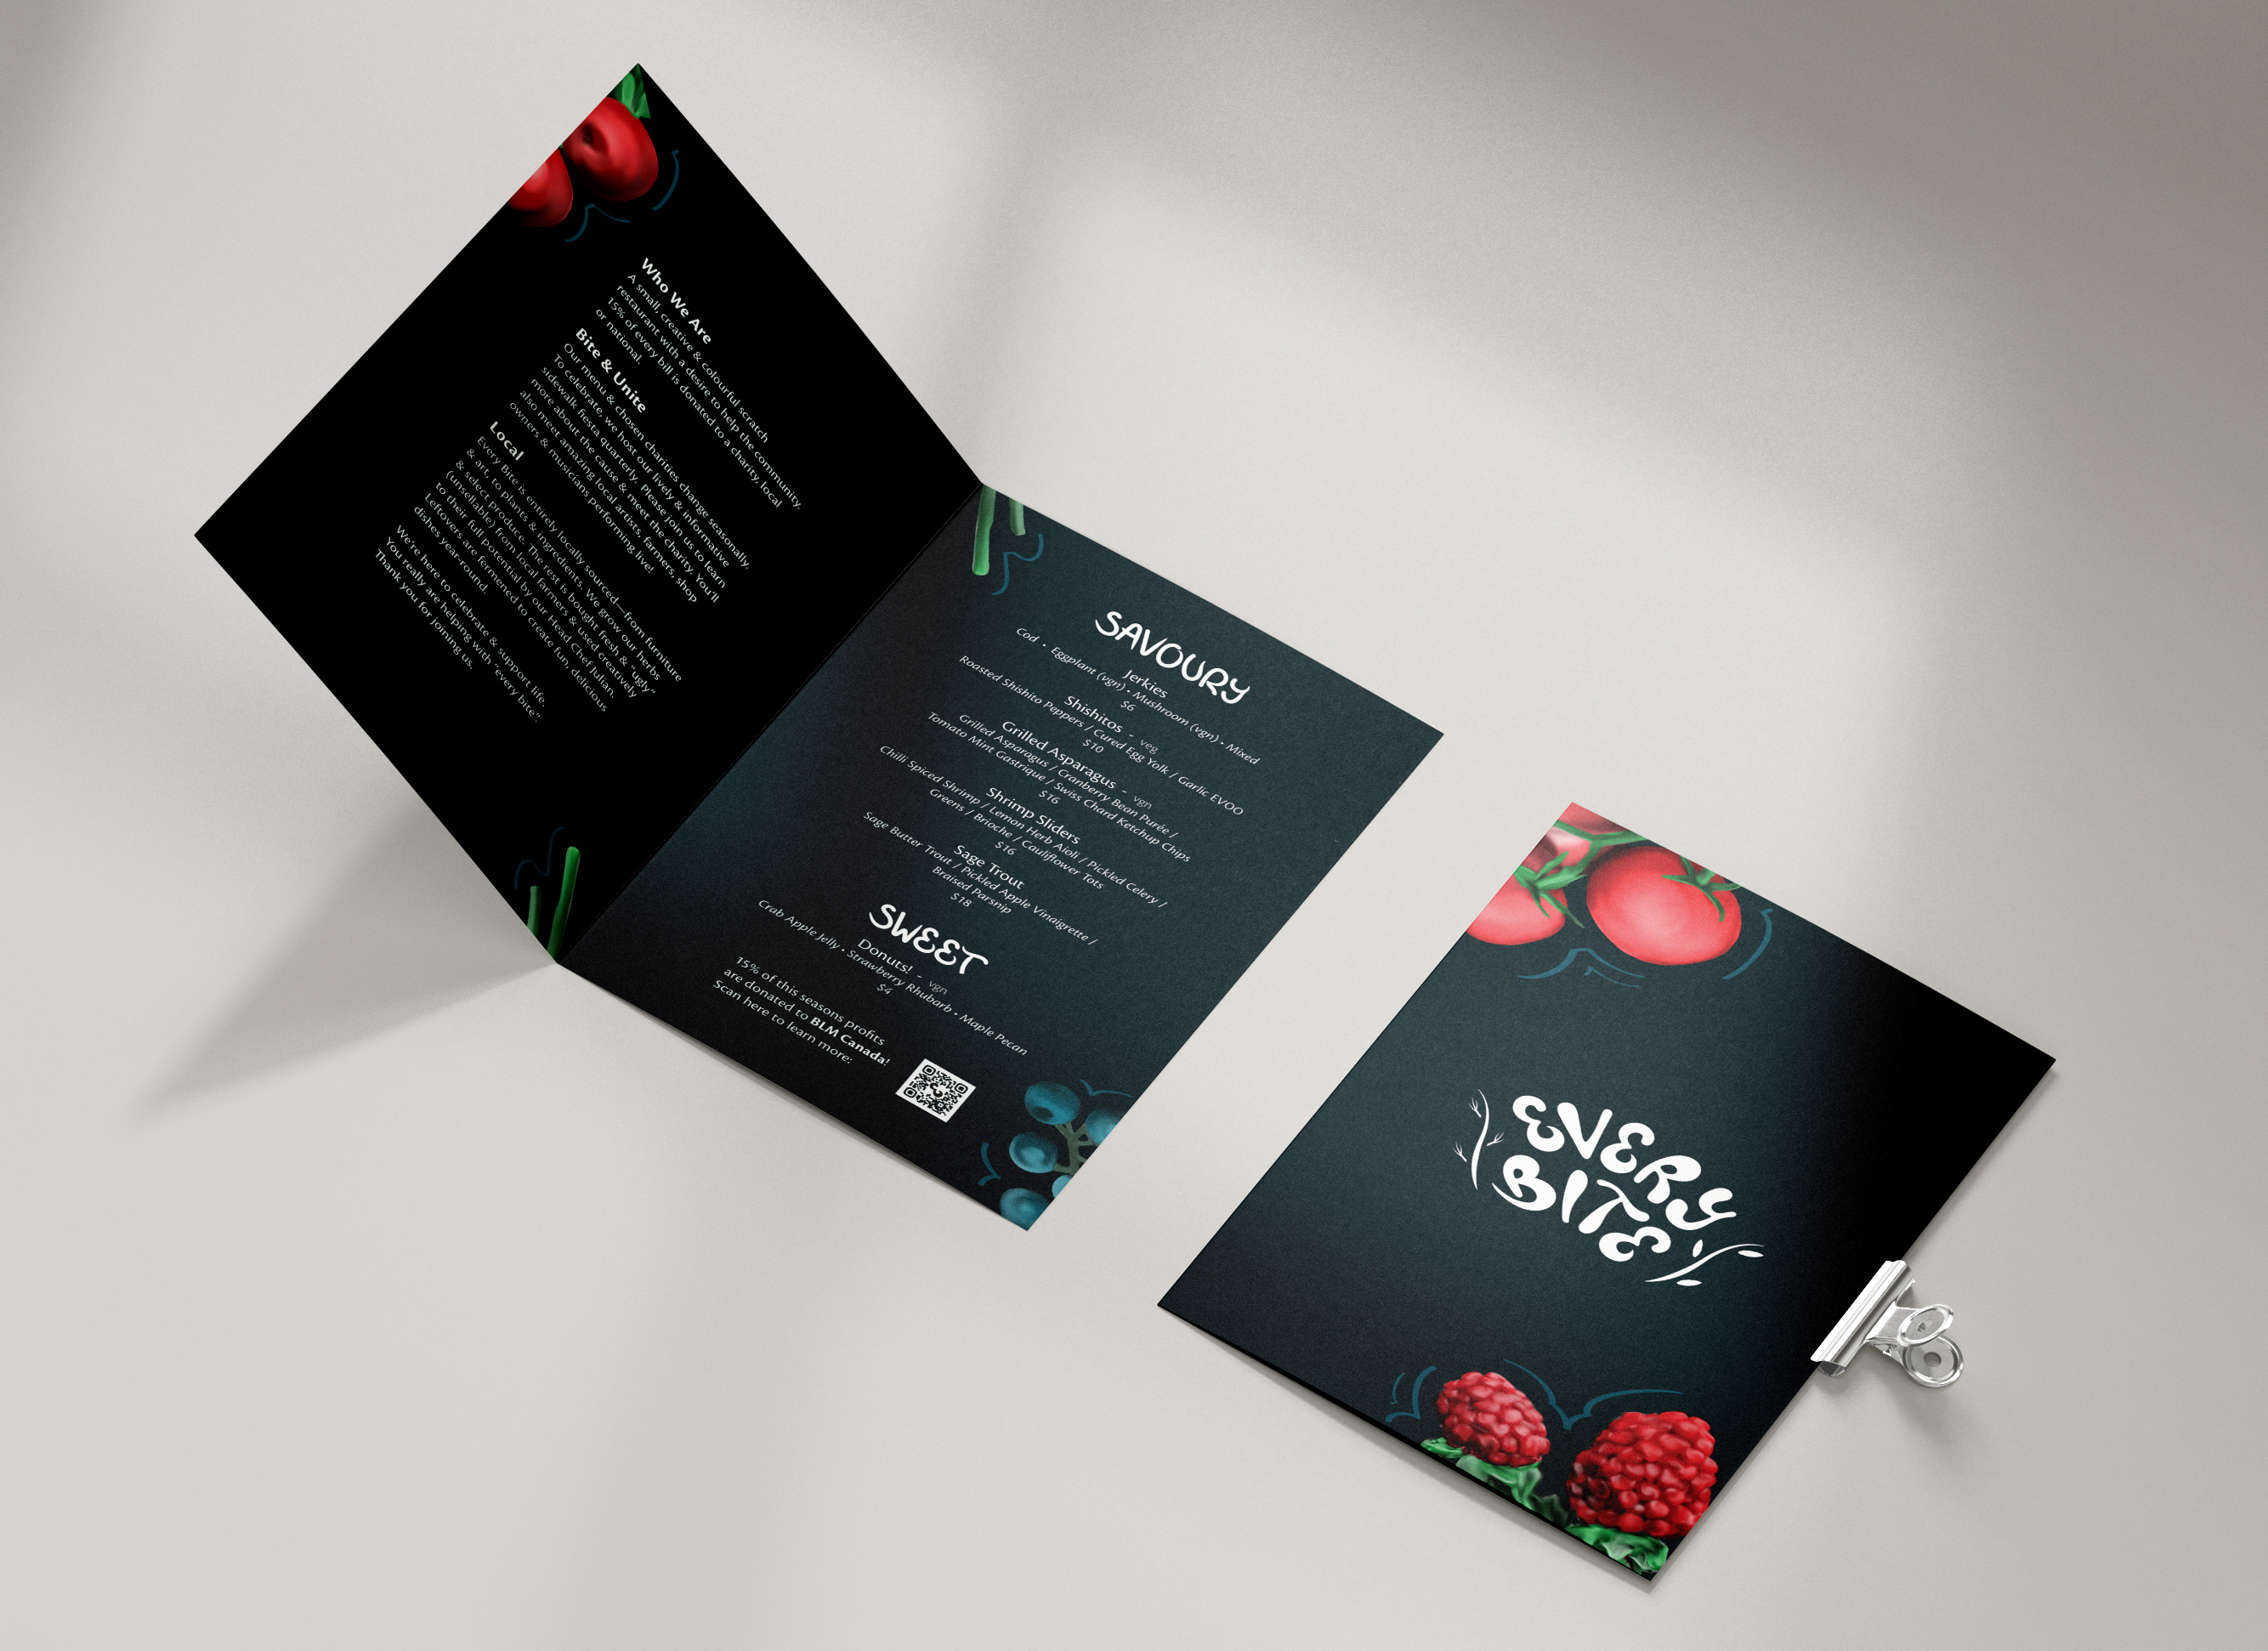 Who We Are
A small, creative & colourful scratch
restaurant with a desire to help the community.
15% of every bill is donated to a charity, local
or national.
Bite & Unite
Our menu & chosen charities change seasonally.
To celebrate, we host our lively & informative
sidewalk fiesta quarterly. Please join us to learn
more about the cause & meet the charity. You'll
also meet amazing local artists, farmers, shop
owners & musicians performing live!
Local
Every Bite is entirely locally sourced—from furniture
& art, to plants & ingredients. We grow our herbs
& select produce. The rest is bought fresh & "ugly"
(unsellable) from local farmers & used creatively
to their full potential by our Head Chef Julian.
Leftovers are fermented to create fun, delicious
dishes year-round.
We're here to celebrate & support life.
You really are helping with "every bite".
Thank you for joining us.
SAVOURY
Jerkies
Cod • Eggplant (vgn) • Mushroom (vgn) • Mixed
$6
Shishitos - veg
Roasted Shishito Peppers / Cured Egg Yolk / Garlic EVOO
$10
Grilled Asparagus - vgn
Grilled Asparagus / Cranberry Bean Purée /
Tomato Mint Gastrique / Swiss Chard Ketchup Chips
$16
Shrimp Sliders
Chilli Spiced Shrimp / Lemon Herb Aioli / Pickled Celery /
Greens / Brioche / Cauliflower Tots
$16
Sage Trout
Sage Butter Trout / Pickled Apple Vinaigrette /
Braised Parsnip
$18
SWEET
Donuts! - vgn
Crab Apple Jelly • Strawberry Rhubarb • Maple Pecan
$4
15% of this seasons profits
are donated to BLM Canada!
Scan here to learn more:
EVERY
BITE